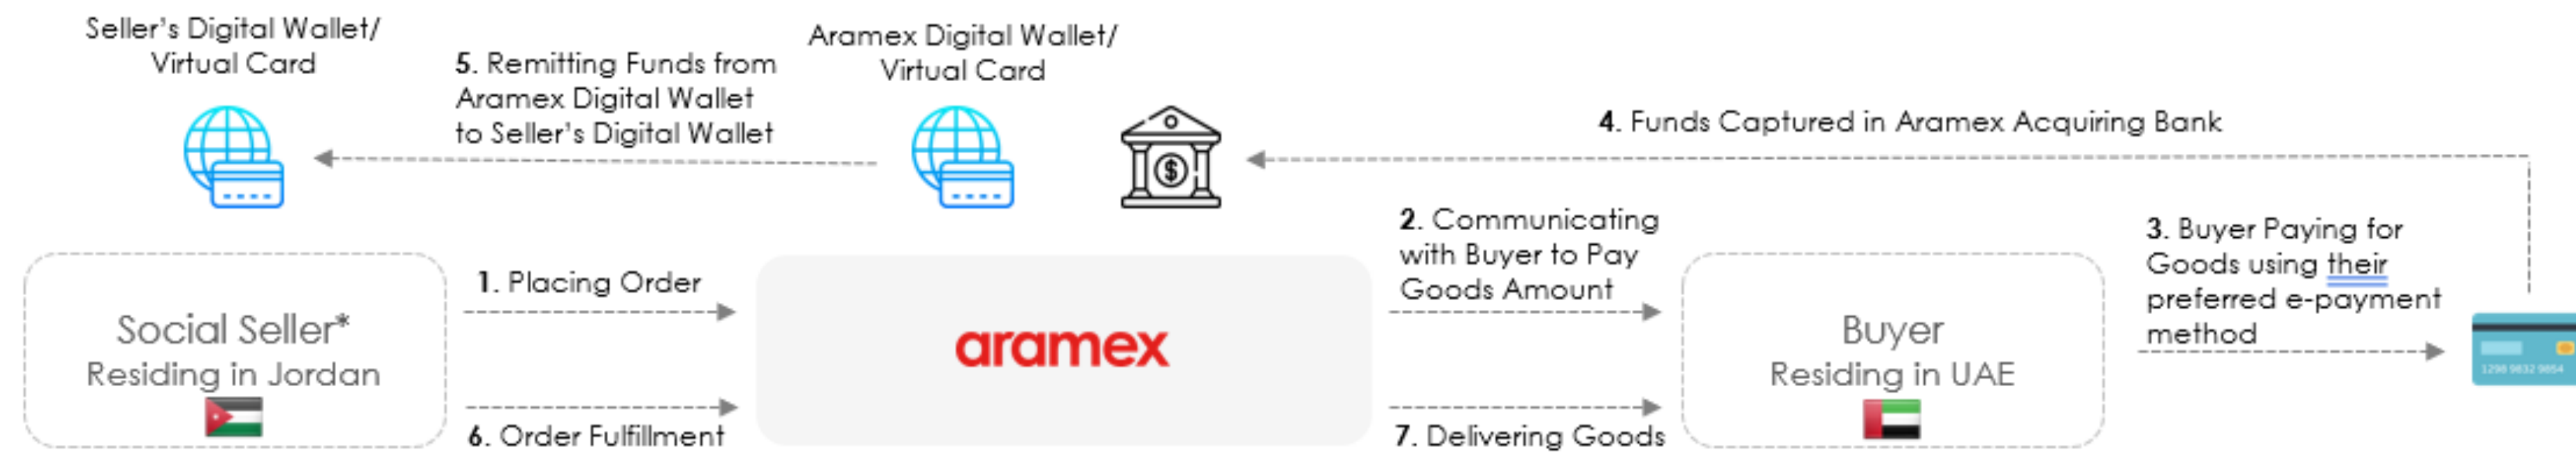 Seller's Digital Wallet/
Virtual Card
5. Remitting Funds from
Aramex Digital Wallet
to Seller's Digital Wallet
Aramex Digital Wallet/
Virtual Card
4. Funds Captured in Aramex Acquiring Bank
Social Seller*
Residing in Jordan
1. Placing Order
6. Order Fulfillment
aramex
2. Communicating
with Buyer to Pay
Goods Amount
7. Delivering Goods
Buyer
Residing in UAE
3. Buyer Paying for
Goods using their
preferred e-payment
method
1298 9832 9854